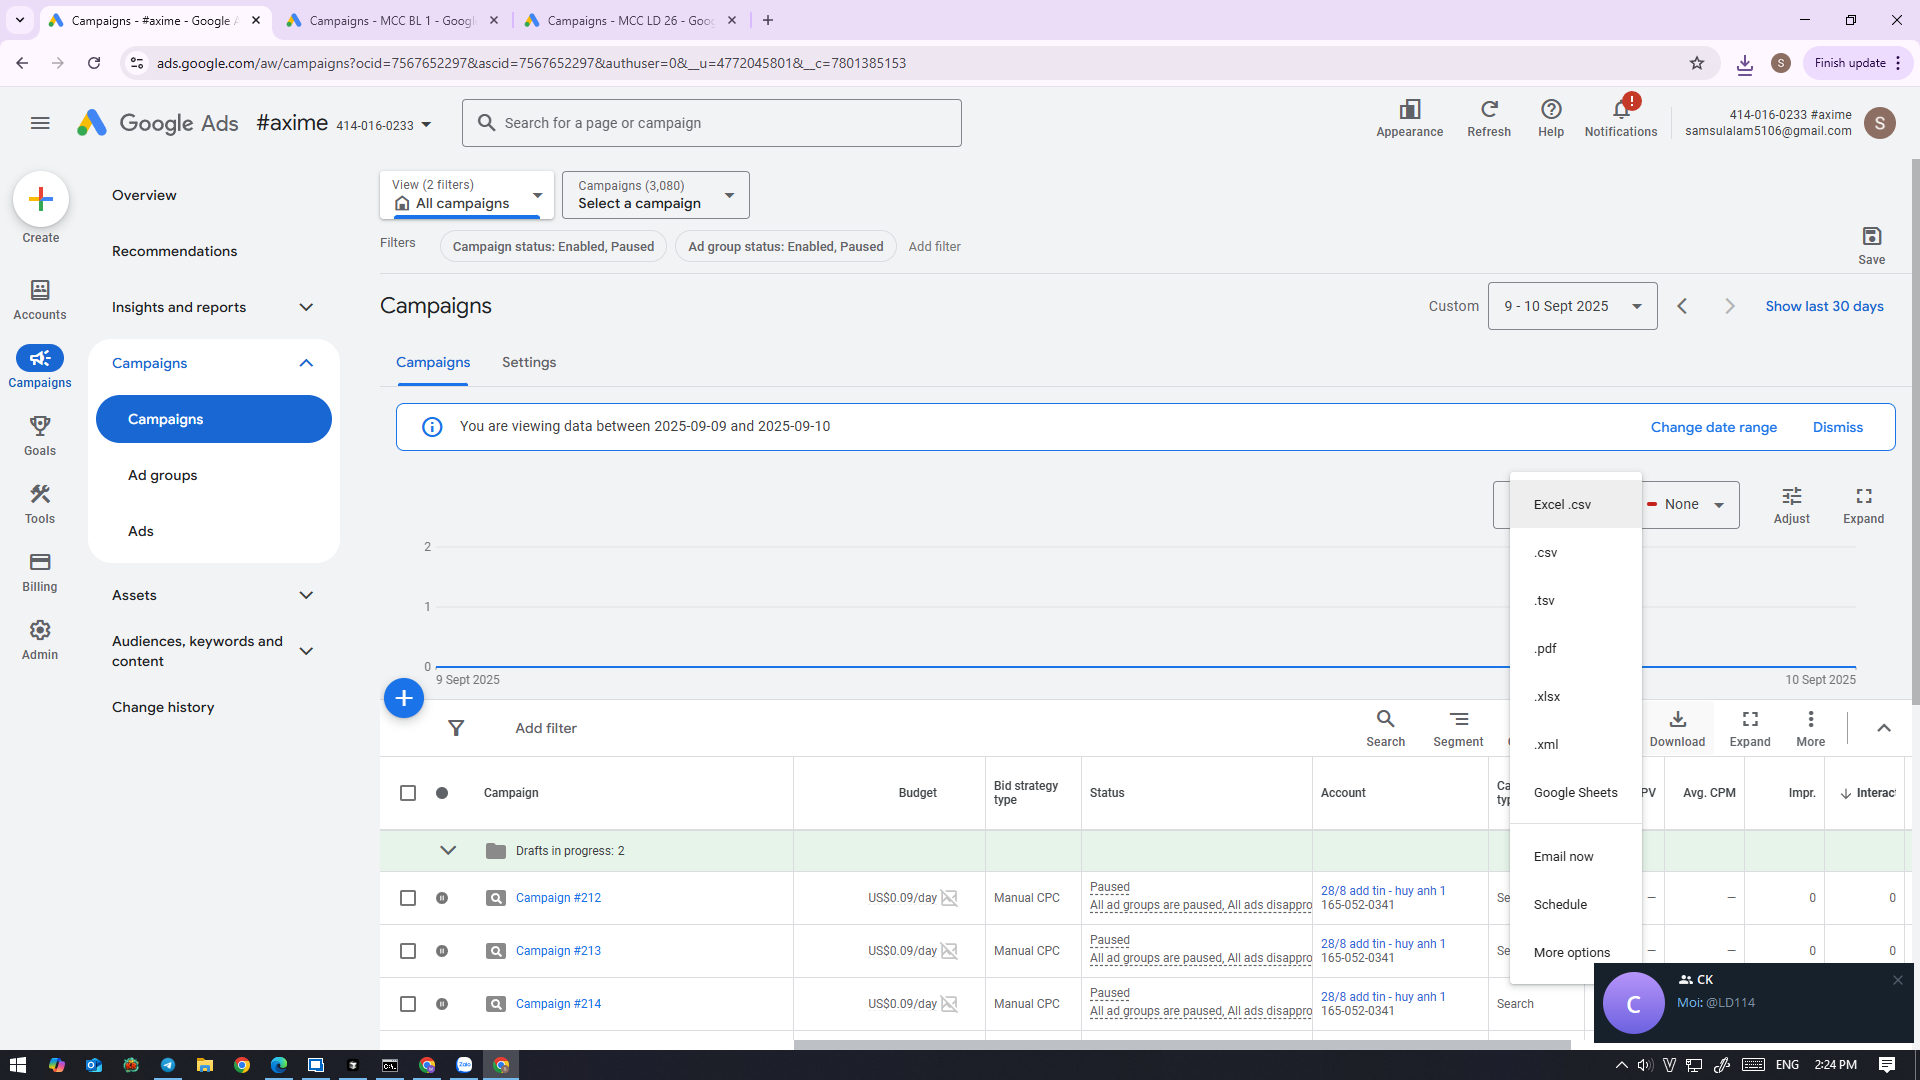 Campaigns - #axime - Google A
Campaigns - MCC BL 1 - Googl
Campaigns - MCC LD 26 - Goo
ads.google.com/aw/campaigns?ocid=7567652297&ascid=7567652297&authuser=0&__u=4772045801&__c=7801385153
S
Finish update
Google Ads
#axime 414-016-0233
Search for a page or campaign
Appearance
Refresh
Help
!
Notifications
414-016-0233 #axime
samsulalam5106@gmail.com
S
Create
Accounts
Campaigns
Goals
Tools
Billing
Admin
Overview
Recommendations
Insights and reports
Campaigns
Campaigns
Ad groups
Ads
Assets
Audiences, keywords and
content
Change history
View (2 filters)
All campaigns
Campaigns (3,080)
Select a campaign
Filters
Campaign status: Enabled, Paused
Ad group status: Enabled, Paused
Add filter
Save
Campaigns
Custom
9 - 10 Sept 2025
Show last 30 days
Campaigns
Settings
You are viewing data between 2025-09-09 and 2025-09-10
Change date range
Dismiss
None
Adjust
Expand
2
1
0
9 Sept 2025
10 Sept 2025
Excel .csv
.csv
.tsv
.pdf
.xlsx
.xml
Google Sheets
Email now
Schedule
More options
Add filter
Search
Segment
Download
Expand
More
Campaign
Budget
Bid strategy
type
Status
Account
Ca
typ
PV
Avg. CPM
Impr.
Interac
Drafts in progress: 2
Campaign #212
US$0.09/day
Manual CPC
Paused
All ad groups are paused, All ads disappro
28/8 add tin - huy anh 1
165-052-0341
Se
—
—
0
0
Campaign #213
US$0.09/day
Manual CPC
Paused
All ad groups are paused, All ads disappro
28/8 add tin - huy anh 1
165-052-0341
Se
—
—
0
0
Campaign #214
US$0.09/day
Manual CPC
Paused
All ad groups are paused, All ads disappro
28/8 add tin - huy anh 1
165-052-0341
Search
C
CK
Moi: @LD114
ENG
2:24 PM